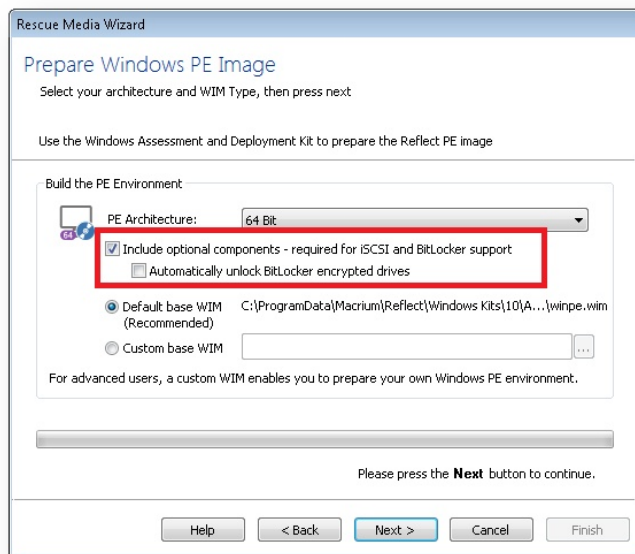 Rescue Media Wizard
Prepare Windows PE Image
Select your architecture and WIM Type, then press next
Use the Windows Assessment and Deployment Kit to prepare the Reflect PE image
Build the PE Environment
64
PE Architecture:
64 Bit
Include optional components - required for iSCSI and BitLocker support
Automatically unlock BitLocker encrypted drives
Default base WIM C:\ProgramData\Macrium\Reflect\Windows Kits\10\A...\winpe.wim
(Recommended)
Custom base WIM
...
For advanced users, a custom WIM enables you to prepare your own Windows PE environment.
Please press the Next button to continue.
Help
< Back
Next >
Cancel
Finish